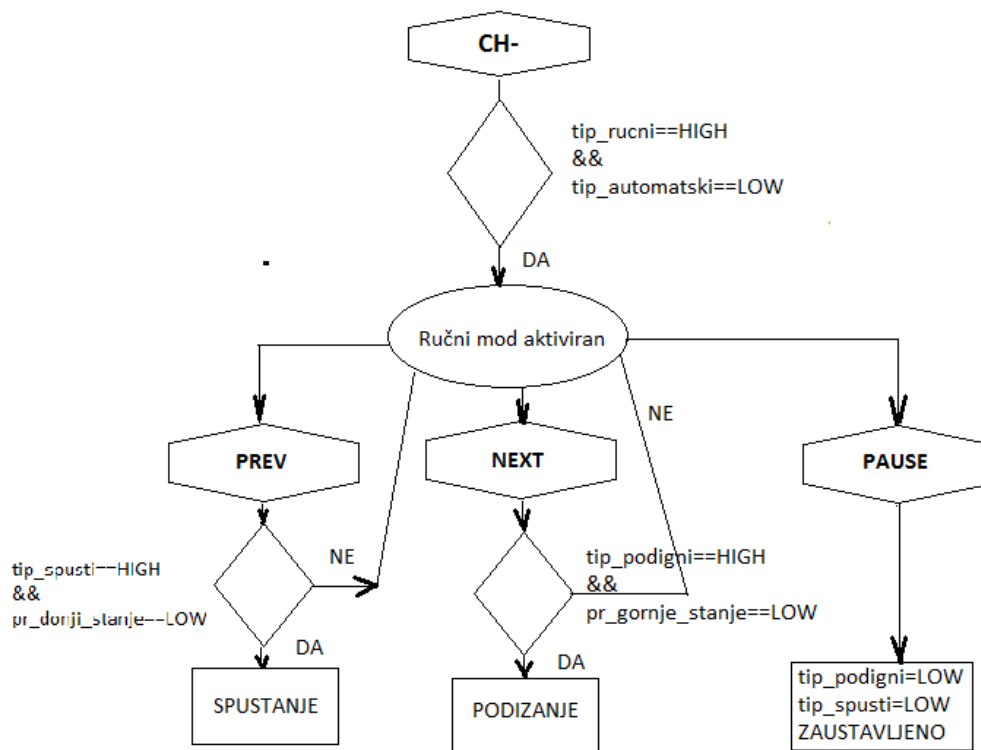 CH-
tip_rucni==HIGH
&&
tip_automatski==LOW
DA
Ručni mod aktiviran
NE
PREV
NEXT
PAUSE
tip_spusti==HIGH
&&
pr_donji_stanje==LOW
NE
DA
tip_podigni==HIGH
&&
pr_gornje_stanje==LOW
DA
SPUSTANJE
PODIZANJE
tip_podigni=LOW
tip_spusti=LOW
ZAUSTAVLJENO